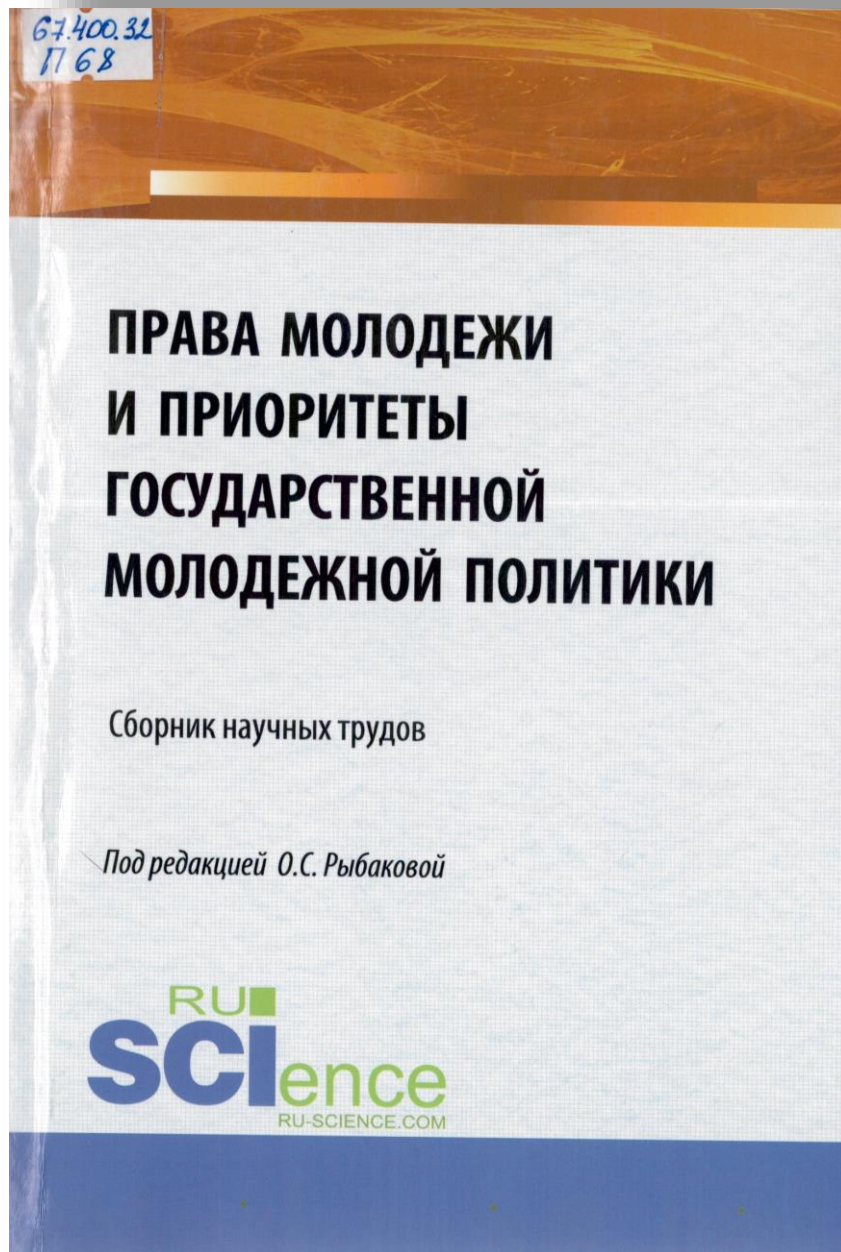 67.400.32
П 68
ПРАВА МОЛОДЕЖИ
И ПРИОРИТЕТЫ
ГОСУДАРСТВЕННОЙ
МОЛОДЕЖНОЙ ПОЛИТИКИ
Сборник научных трудов
Под редакцией О.С. Рыбаковой
RU
SCIence
RU-SCIENCE.COM